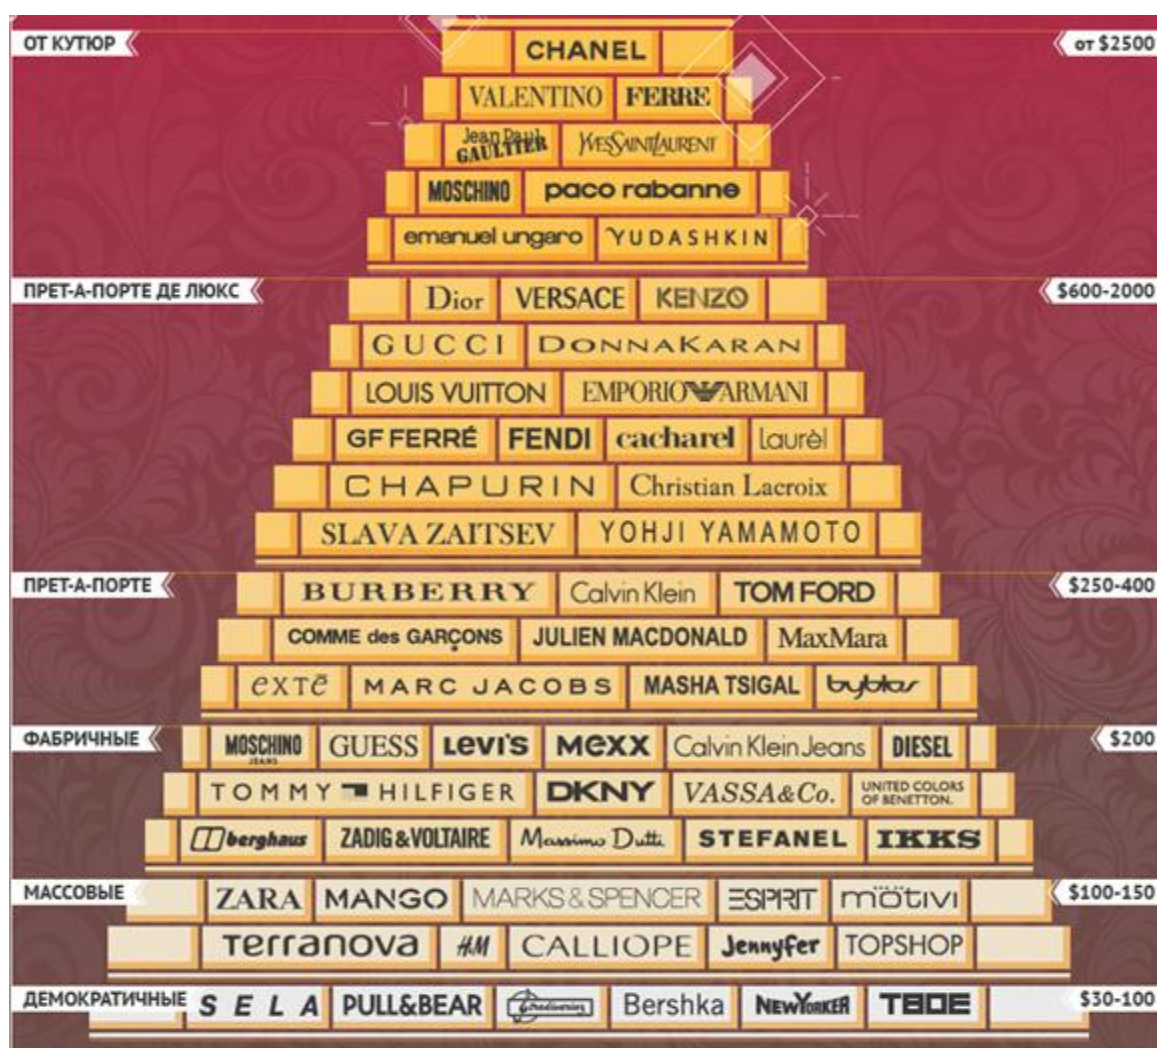 ОТ КУТЮР CHANEL от $2500
VALENTINO FERRE
Jean Paul GAULTIER YVESSAINTLAURENT
MOSCHINO paco rabanne
emanuel ungaro YUDASHKIN
ПРЕТ-А-ПОРТЕ ДЕ ЛЮКС Dior VERSACE KENZO $600-2000
GUCCI DONNAKARAN
LOUIS VUITTON EMPORIO ARMANI
GF FERRÉ FENDI cacharel Laurèl
CHAPURIN Christian Lacroix
SLAVA ZAITSEV YOHJI YAMAMOTO
ПРЕТ-А-ПОРТЕ BURBERRY Calvin Klein TOM FORD $250-400
COMME des GARÇONS JULIEN MACDONALD MaxMara
exte MARC JACOBS MASHA TSIGAL byblos
ФАБРИЧНЫЕ MOSCHINO JEANS GUESS Levi's Mexx Calvin Klein Jeans DIESEL $200
TOMMY HILFIGER DKNY VASSA&Co. UNITED COLORS OF BENETTON.
berghaus ZADIG&VOLTAIRE Massimo Dutti STEFANEL IKKS
МАССОВЫЕ ZARA MANGO MARKS & SPENCER ESPRIT mötivi $100-150
Terranova H&M CALLIOPE Jennyfer TOPSHOP
ДЕМОКРАТИЧНЫЕ SELA PULL&BEAR Stradivarius Bershka NEWYORKER ТВОЕ $30-100